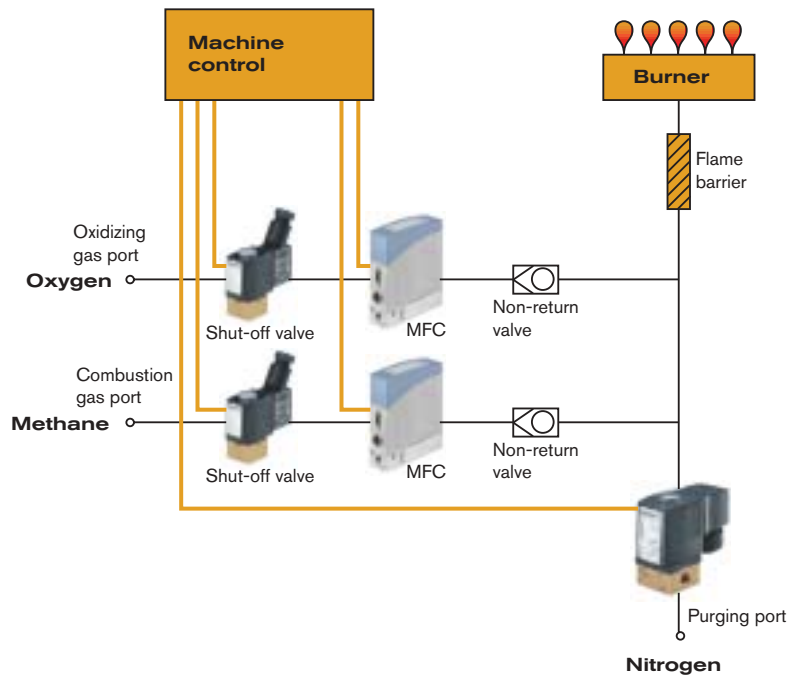 Machine
control
Burner
Flame
barrier
Oxidizing
gas port
Oxygen
Shut-off valve
MFC
Non-return
valve
Combustion
gas port
Methane
Shut-off valve
MFC
Non-return
valve
Purging port
Nitrogen